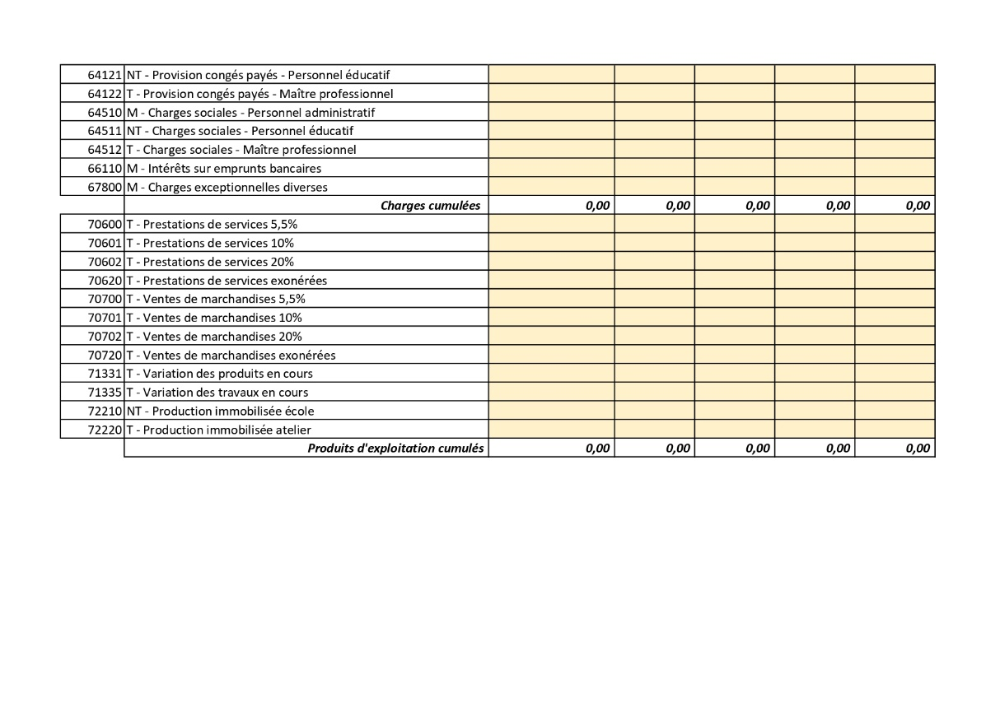 64121 NT - Provision congés payés - Personnel éducatif
64122 T - Provision congés payés - Maître professionnel
64510 M - Charges sociales - Personnel administratif
64511 NT - Charges sociales - Personnel éducatif
64512 T - Charges sociales - Maître professionnel
66110 M - Intérêts sur emprunts bancaires
67800 M - Charges exceptionnelles diverses
Charges cumulées 0,00 0,00 0,00 0,00 0,00
70600 T - Prestations de services 5,5%
70601 T - Prestations de services 10%
70602 T - Prestations de services 20%
70620 T - Prestations de services exonérées
70700 T - Ventes de marchandises 5,5%
70701 T - Ventes de marchandises 10%
70702 T - Ventes de marchandises 20%
70720 T - Ventes de marchandises exonérées
71331 T - Variation des produits en cours
71335 T - Variation des travaux en cours
72210 NT - Production immobilisée école
72220 T - Production immobilisée atelier
Produits d'exploitation cumulés 0,00 0,00 0,00 0,00 0,00